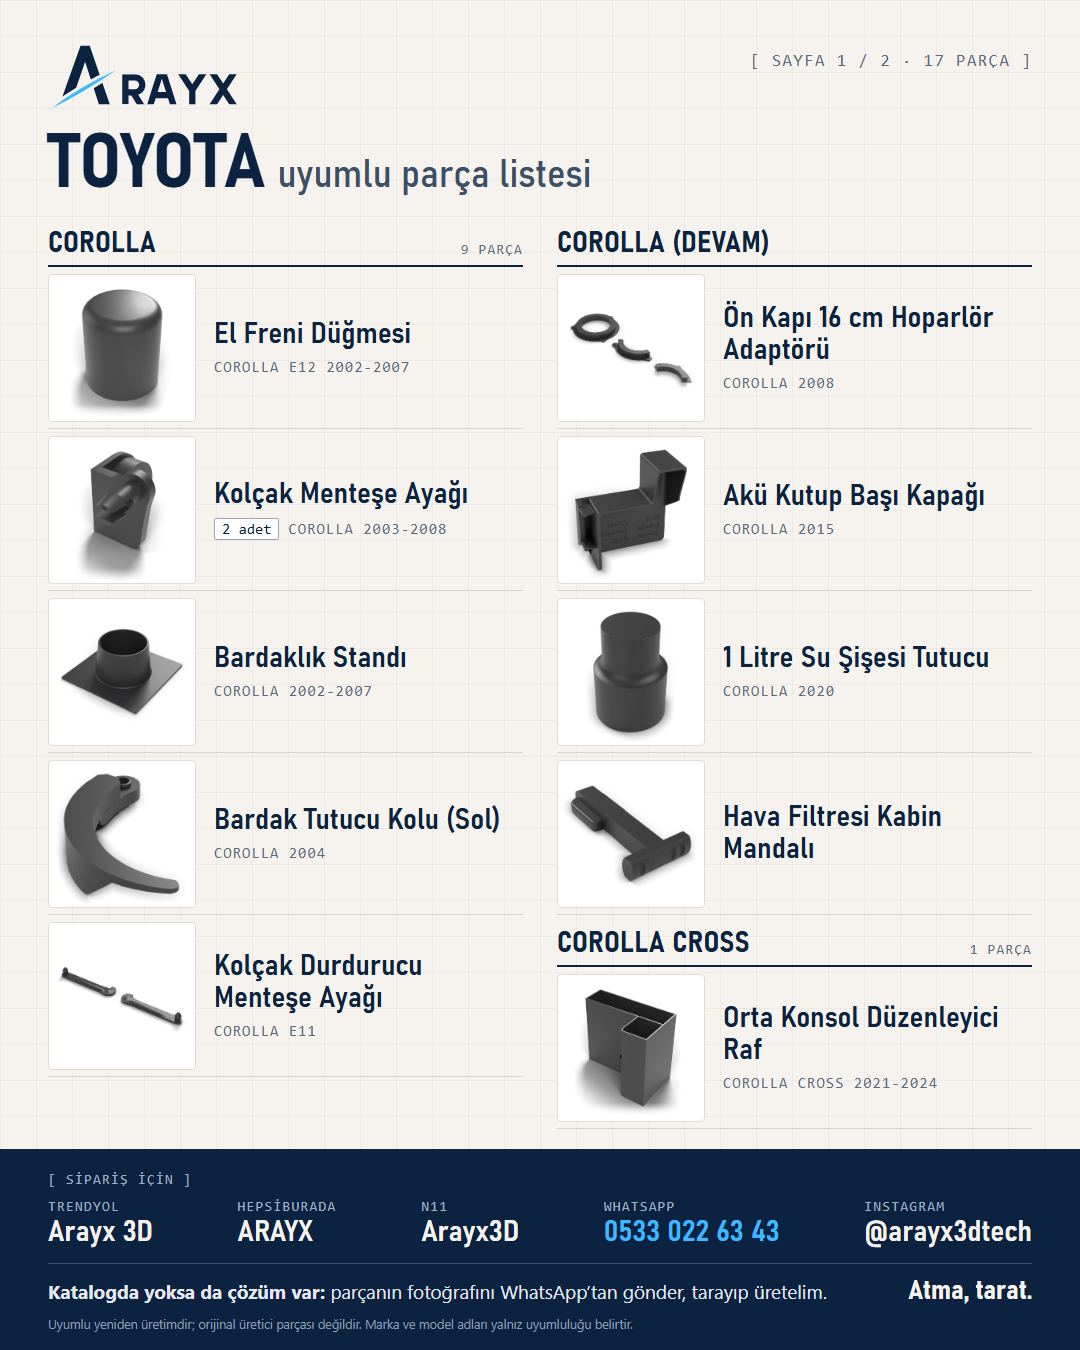 ARAYX
[ SAYFA 1 / 2 · 17 PARÇA ]
TOYOTA uyumlu parça listesi
COROLLA
9 PARÇA
El Freni Düğmesi
COROLLA E12 2002-2007
Kolçak Menteşe Ayağı
2 adet COROLLA 2003-2008
Bardaklık Standı
COROLLA 2002-2007
Bardak Tutucu Kolu (Sol)
COROLLA 2004
Kolçak Durdurucu
Menteşe Ayağı
COROLLA E11
COROLLA (DEVAM)
Ön Kapı 16 cm Hoparlör
Adaptörü
COROLLA 2008
Akü Kutup Başı Kapağı
COROLLA 2015
1 Litre Su Şişesi Tutucu
COROLLA 2020
Hava Filtresi Kabin
Mandalı
COROLLA CROSS
1 PARÇA
Orta Konsol Düzenleyici
Raf
COROLLA CROSS 2021-2024
[ SİPARİŞ İÇİN ]
TRENDYOL
Arayx 3D
HEPSİBURADA
ARAYX
N11
Arayx3D
WHATSAPP
0533 022 63 43
INSTAGRAM
@arayx3dtech
Katalogda yoksa da çözüm var: parçanın fotoğrafını WhatsApp'tan gönder, tarayıp üretelim.
Atma, tarat.
Uyumlu yeniden üretimdir; orijinal üretici parçası değildir. Marka ve model adları yalnız uyumluluğu belirtir.